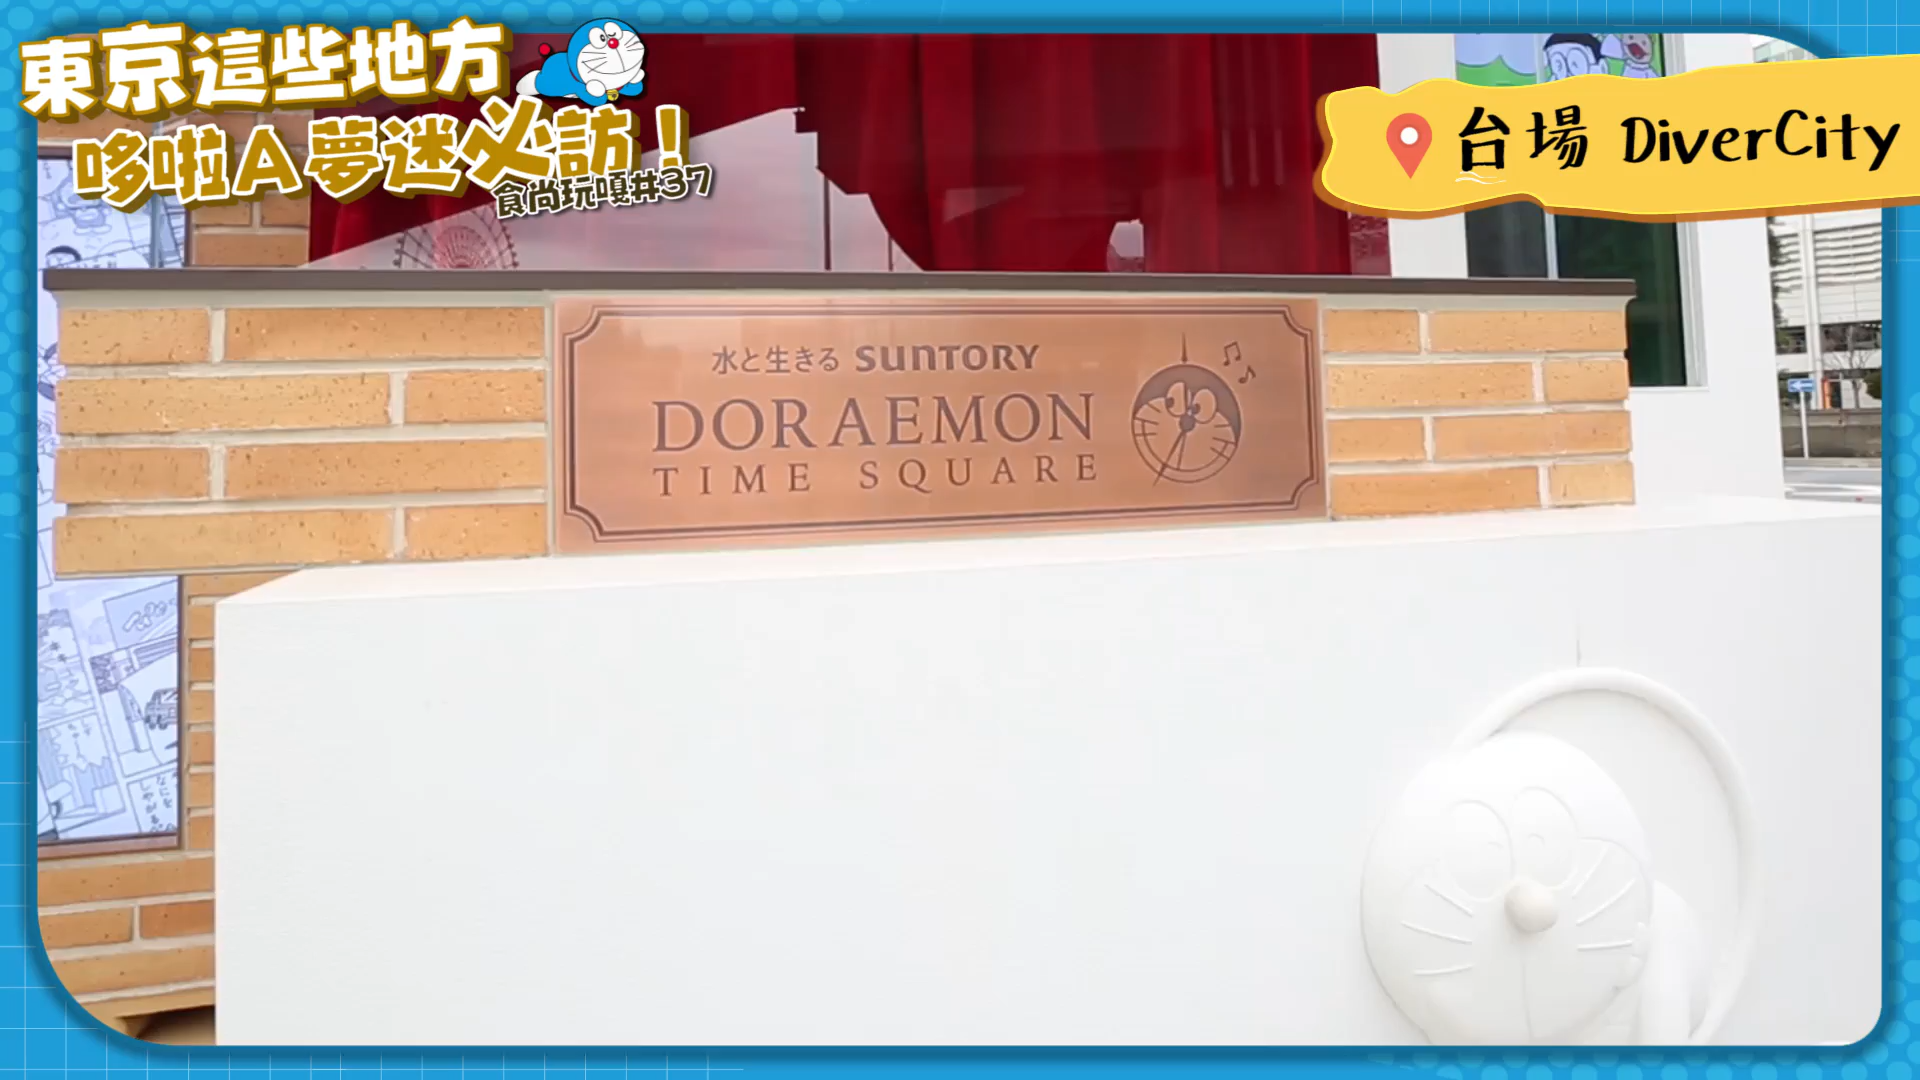 東京這些地方
哆啦A夢迷必訪!
食尚玩嘎#37
台場 DiverCity
水と生きる SUNTORY
DORAEMON
TIME SQUARE